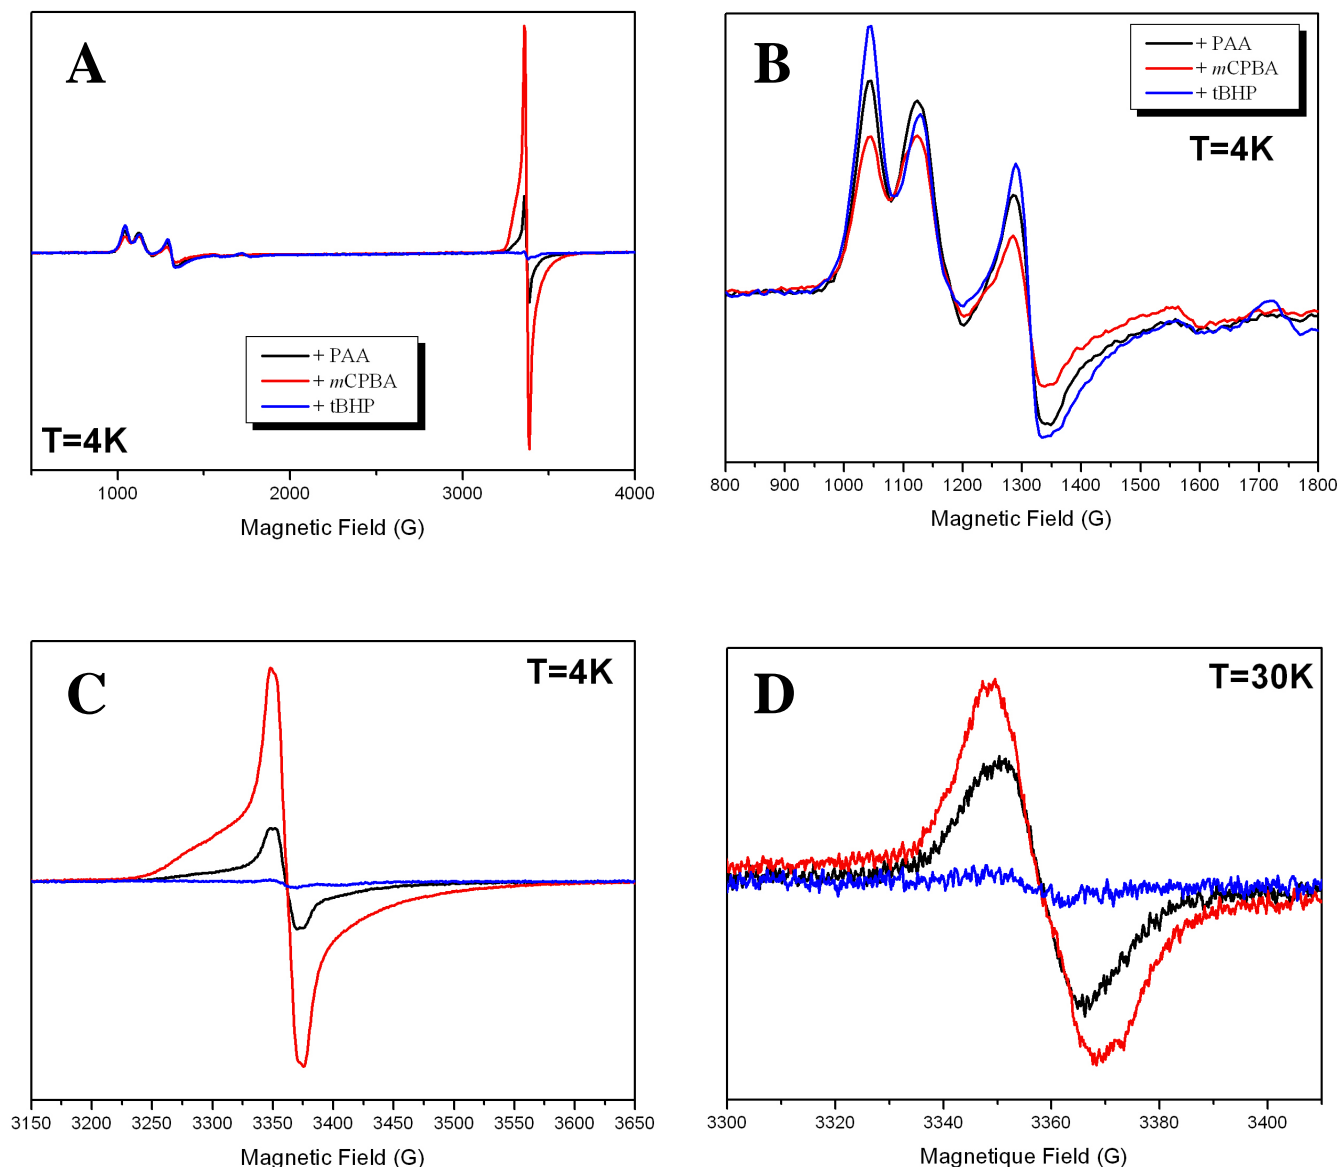 A
+ PAA
+ mCPBA
+ tBHP
T=4K
1000
2000
3000
4000
Magnetic Field (G)
B
+ PAA
+ mCPBA
+ tBHP
T=4K
800
900
1000
1100
1200
1300
1400
1500
1600
1700
1800
Magnetic Field (G)
C
T=4K
3150
3200
3250
3300
3350
3400
3450
3500
3550
3600
3650
Magnetic Field (G)
D
T=30K
3300
3320
3340
3360
3380
3400
Magnetique Field (G)